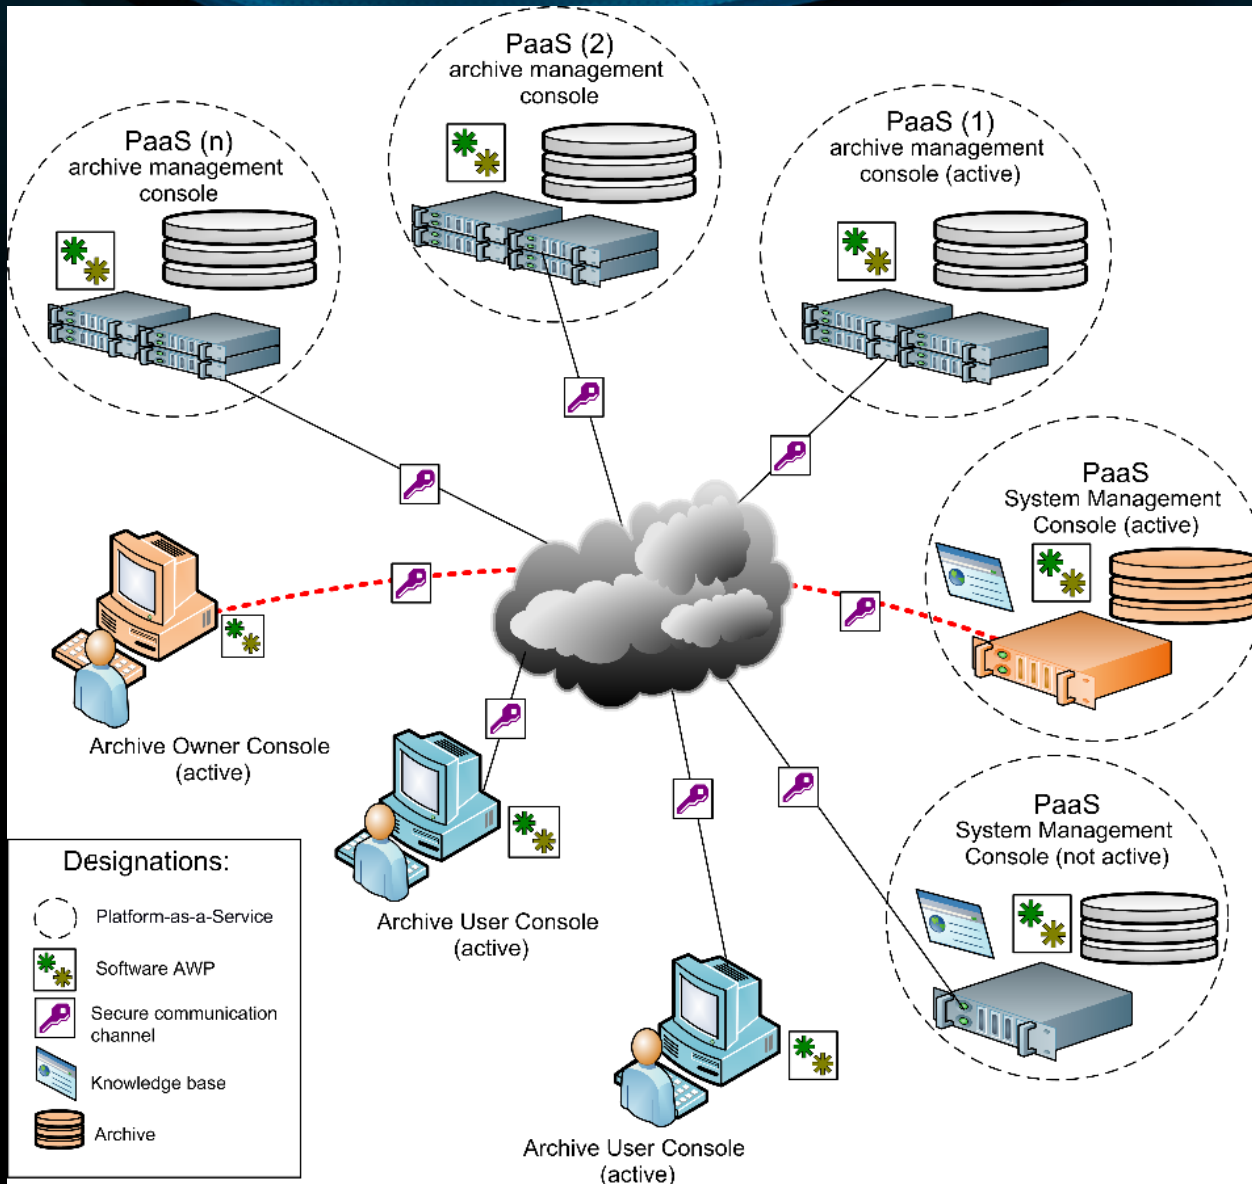 PaaS (2)
archive management
console
PaaS (n)
archive management
console
PaaS (1)
archive management
console (active)
PaaS
System Management
Console (active)
Archive Owner Console
(active)
Archive User Console
(active)
PaaS
System Management
Console (not active)
Archive User Console
(active)
Designations:
Platform-as-a-Service
Software AWP
Secure communication
channel
Knowledge base
Archive